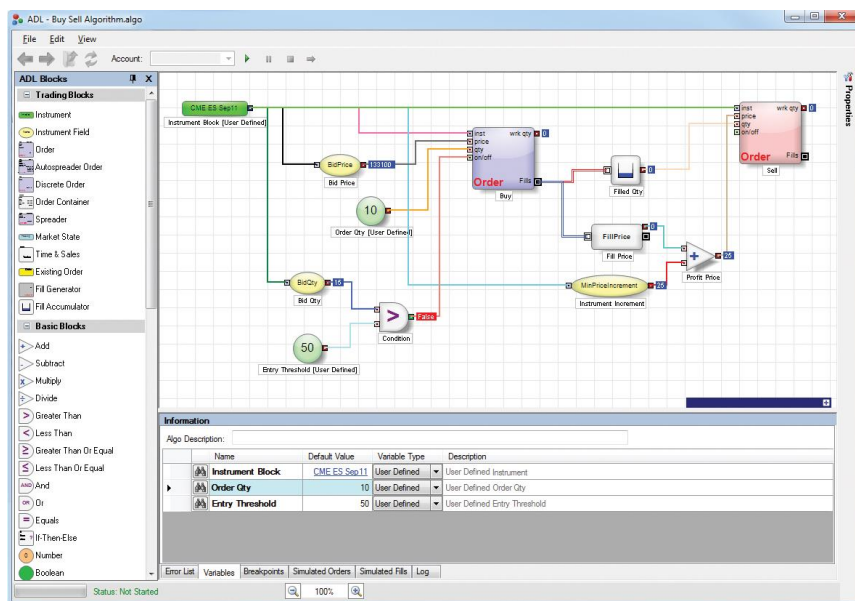 ADL - Buy Sell Algorithm.algo
File Edit View
Account:
ADL Blocks X
Trading Blocks
Instrument
Instrument Field
Order
Autospreader Order
Discrete Order
Order Container
Spreader
Market State
Time & Sales
Existing Order
Fill Generator
Fill Accumulator
Basic Blocks
Add
Subtract
Multiply
Divide
Greater Than
Less Than
Greater Than Or Equal
Less Than Or Equal
AND And
OR Or
Equals
If-Then-Else
0 Number
Boolean
CME ES Sep11
Instrument Block [User Defined]
BidPrice 133100
Bid Price
10
Order Qty [User Defined]
BidQty 15
Bid Qty
50
Entry Threshold [User Defined]
> False
Condition
inst wrk qty 0
price
qty
on/off
Order Fills
Buy
0
Filled Qty
FillPrice 0
Fill Price
MinPriceIncrement 25
Instrument Increment
+ 25
Profit Price
inst wrk qty 0
price
qty
on/off
Order Fills
Sell
Properties
Information
Algo Description:
Name Default Value Variable Type Description
Instrument Block CME ES Sep11 User Defined User Defined Instrument
Order Qty 10 User Defined User Defined Order Qty
Entry Threshold 50 User Defined User Defined Entry Threshold
Error List Variables Breakpoints Simulated Orders Simulated Fills Log
Status: Not Started 100%